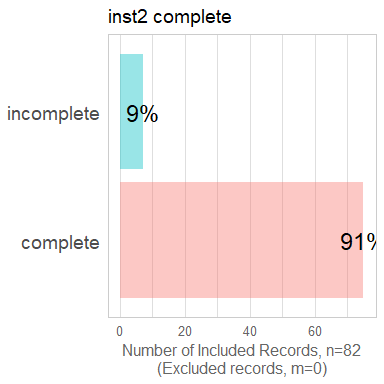 inst2 complete
incomplete
9%
complete
91%
0 20 40 60
Number of Included Records, n=82
(Excluded records, m=0)